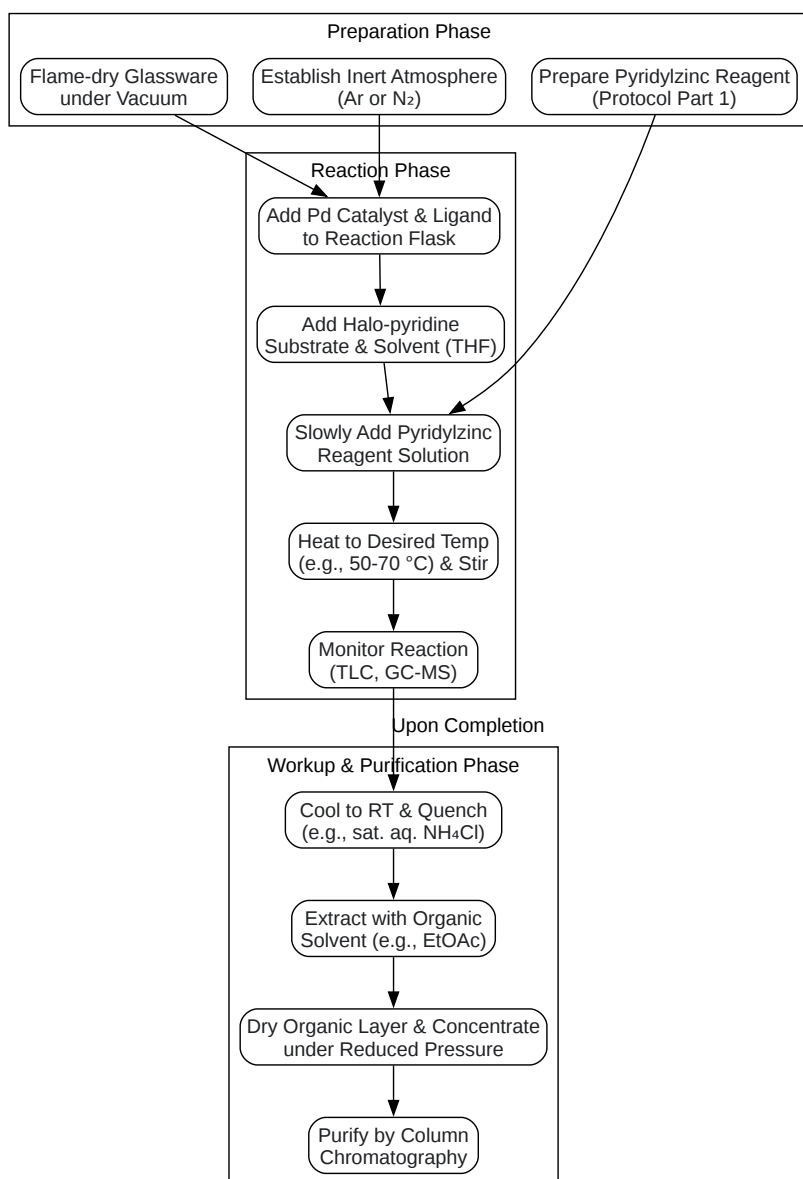 Preparation Phase
Flame-dry Glassware
under Vacuum
Establish Inert Atmosphere
(Ar or N₂)
Prepare Pyridylzinc Reagent
(Protocol Part 1)
Reaction Phase
Add Pd Catalyst & Ligand
to Reaction Flask
Add Halo-pyridine
Substrate & Solvent (THF)
Slowly Add Pyridylzinc
Reagent Solution
Heat to Desired Temp
(e.g., 50-70 °C) & Stir
Monitor Reaction
(TLC, GC-MS)
Upon Completion
Workup & Purification Phase
Cool to RT & Quench
(e.g., sat. aq. NH₄Cl)
Extract with Organic
Solvent (e.g., EtOAc)
Dry Organic Layer & Concentrate
under Reduced Pressure
Purify by Column
Chromatography